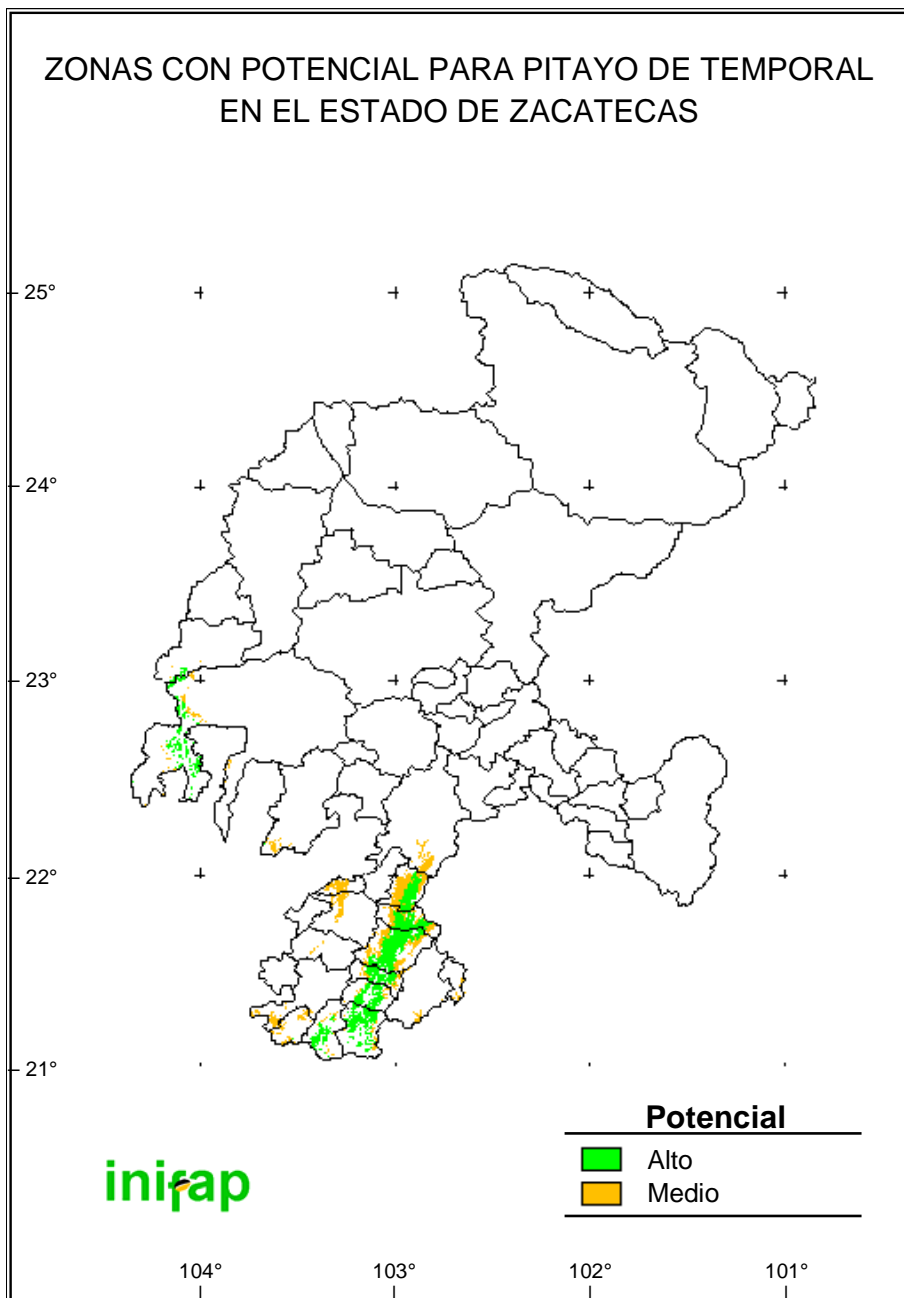 ZONAS CON POTENCIAL PARA PITAYO DE TEMPORAL
EN EL ESTADO DE ZACATECAS
25°
24°
23°
22°
21°
Potencial
Alto
Medio
inifap
104°
103°
102°
101°